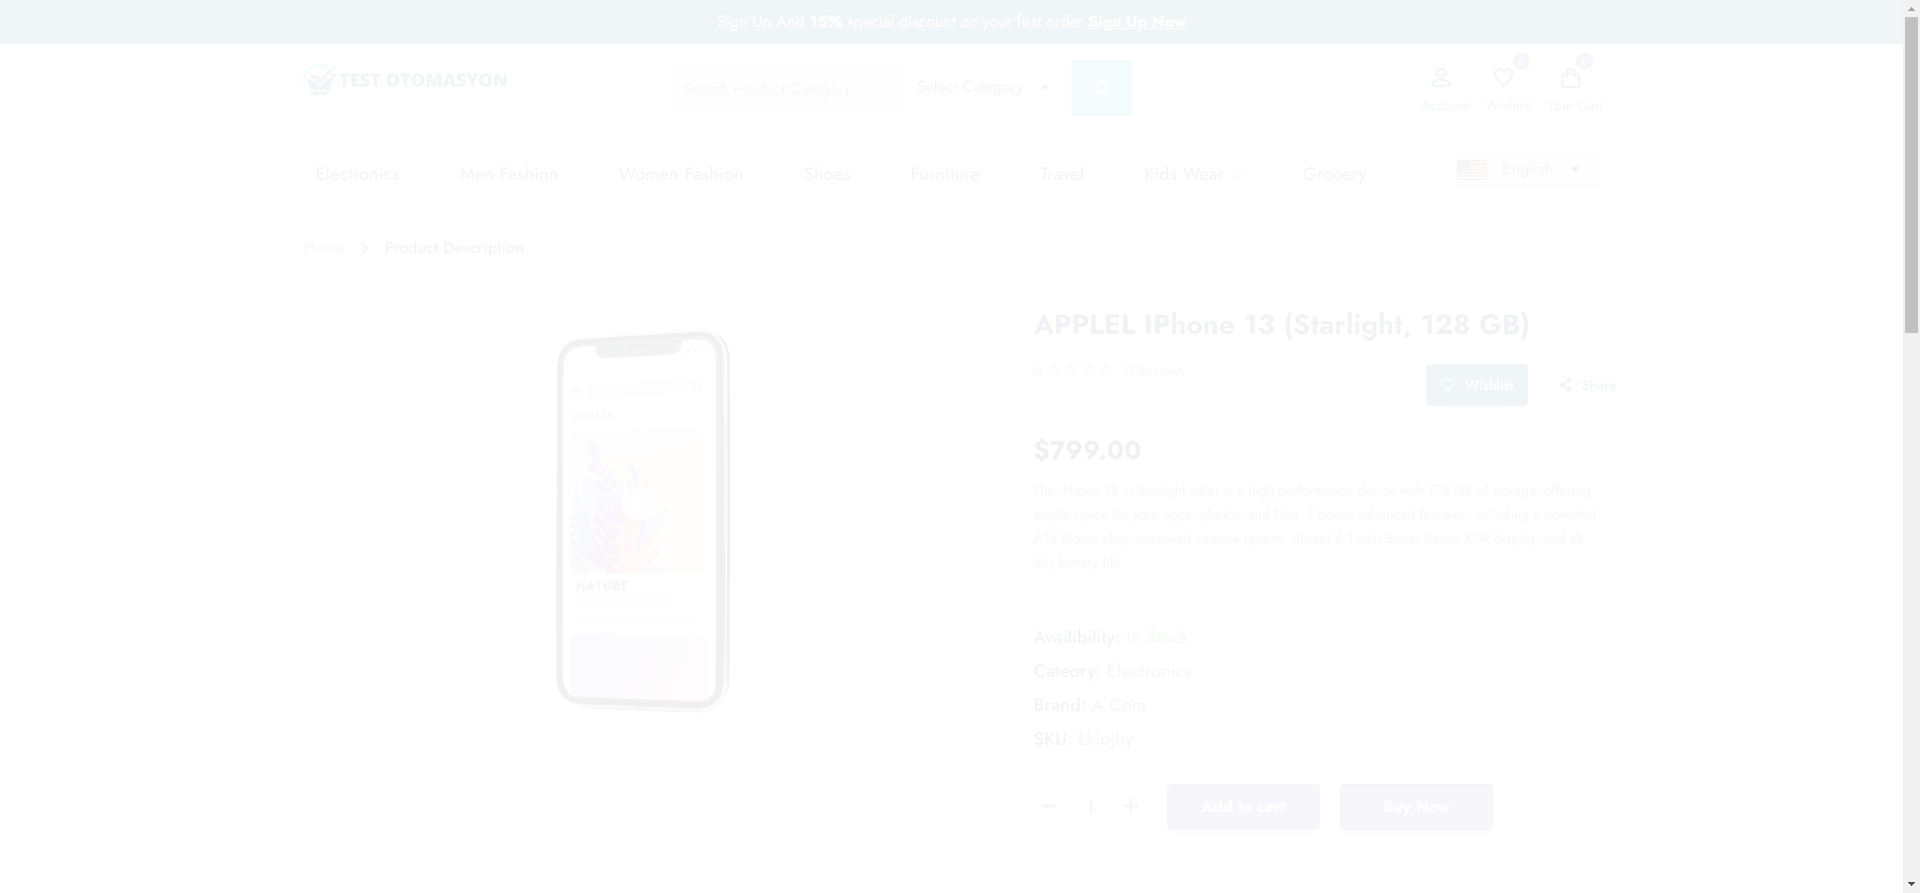 Sign Up And 15% special discount on your first order Sign Up Now
TEST OTOMASYON
Search,Product,Category...
Select Category
0
0
Account
Wishlist
Your Cart
Electronics
Men Fashion
Women Fashion
Shoes
Furniture
Travel
Kids Wear
Grocery
English
Home
Product Description
UPDATE
NATURE
APPLEL IPhone 13 (Starlight, 128 GB)
0 Reviews
Wishlist
Share
$799.00
The iPhone 13 in Starlight color is a high-performance device with 128 GB of storage, offering
ample space for your apps, photos, and files. It boasts advanced features, including a powerful
A15 Bionic chip, improved camera system, vibrant 6.1-inch Super Retina XDR display, and all-
day battery life.
Availibility: In Stock
Cateory: Electronics
Brand: A Com
SKU: Lkiojhy
1
Add to cart
Buy Now